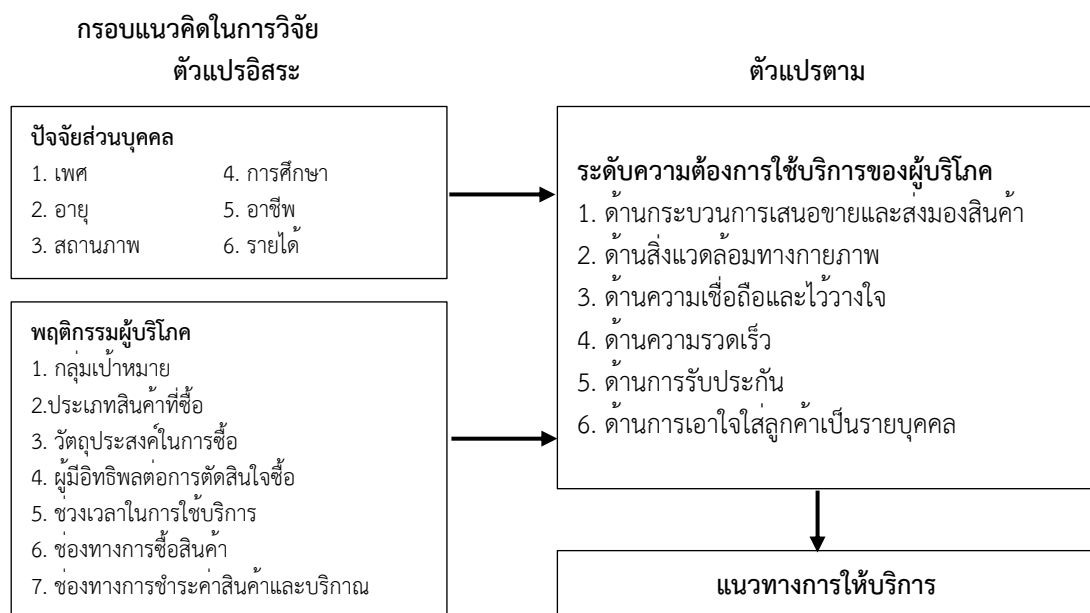 กรอบแนวคิดในการวิจัย
ตัวแปรอิสระ
ตัวแปรตาม
ปัจจัยส่วนบุคคล
1. เพศ 4. การศึกษา
2. อายุ 5. อาชีพ
3. สถานภาพ 6. รายได้
พฤติกรรมผู้บริโภค
1. กลุ่มเป้าหมาย
2.ประเภทสินค้าที่ซื้อ
3. วัตถุประสงค์ในการซื้อ
4. ผู้มีอิทธิพลต่อการตัดสินใจซื้อ
5. ช่วงเวลาในการใช้บริการ
6. ช่องทางการซื้อสินค้า
7. ช่องทางการชำระค่าสินค้าและบริกาณ
ระดับความต้องการใช้บริการของผู้บริโภค
1. ด้านกระบวนการเสนอขายและส่งมองสินค้า
2. ด้านสิ่งแวดล้อมทางกายภาพ
3. ด้านความเชื่อถือและไว้วางใจ
4. ด้านความรวดเร็ว
5. ด้านการรับประกัน
6. ด้านการเอาใจใส่ลูกค้าเป็นรายบุคคล
แนวทางการให้บริการ